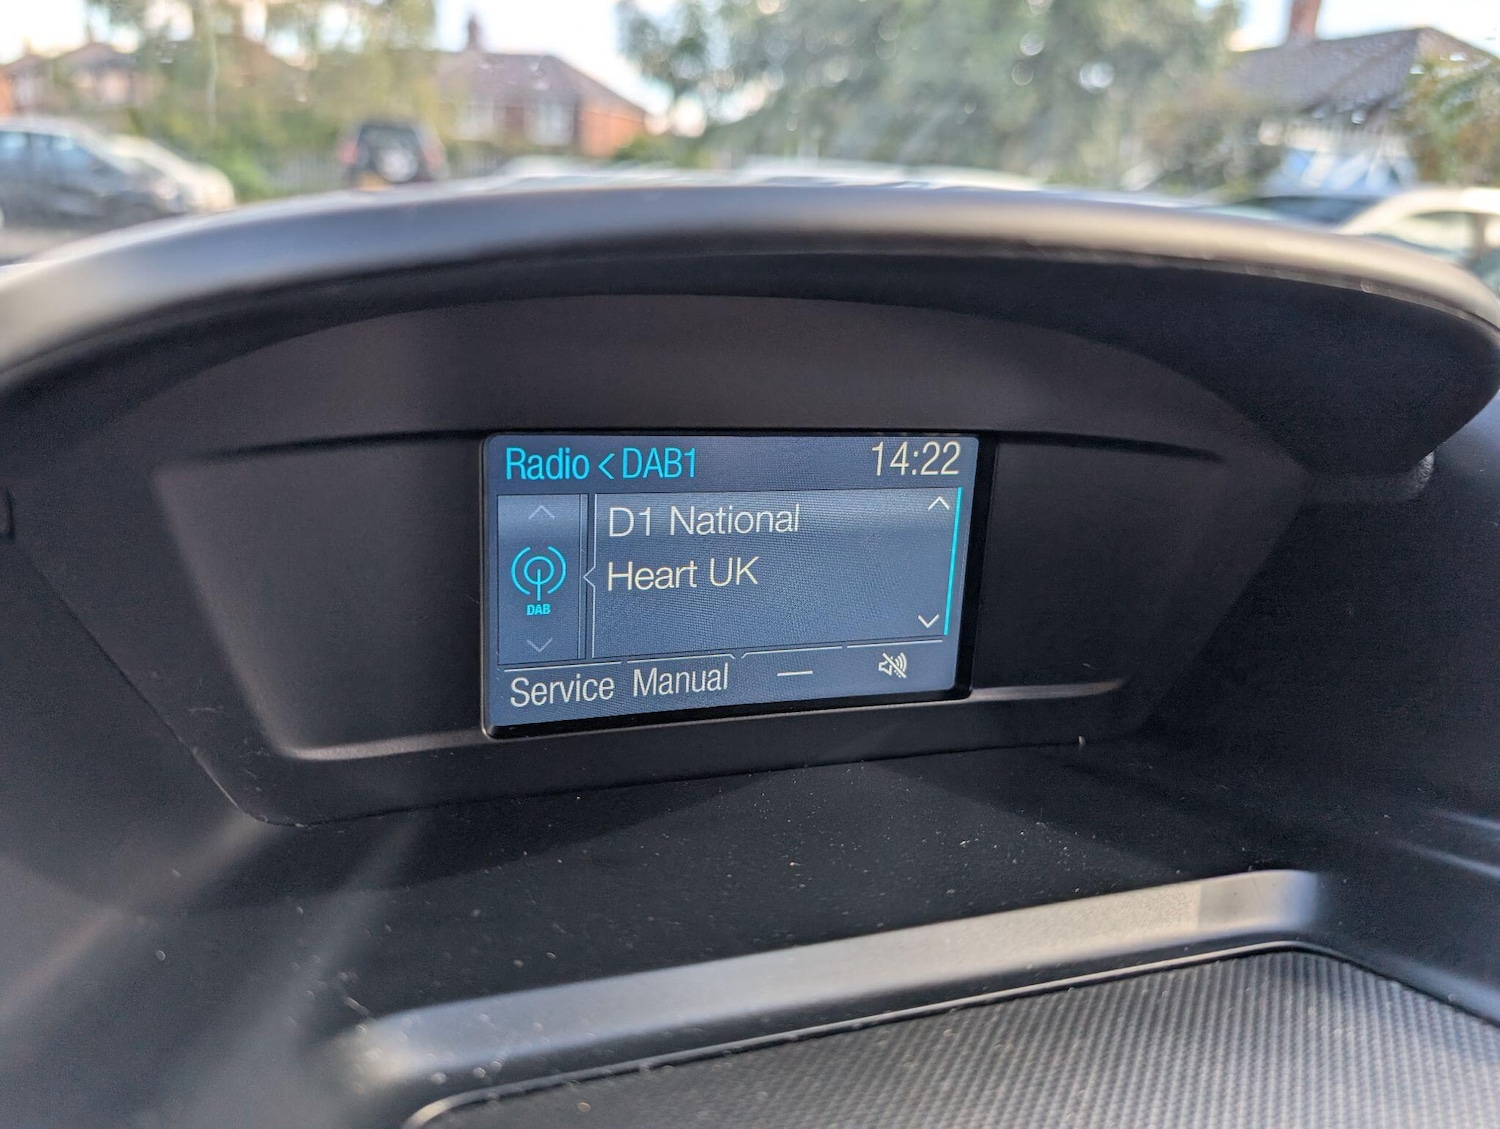 Radio < DAB1 14:22
D1 National
Heart UK
DAB
Service Manual